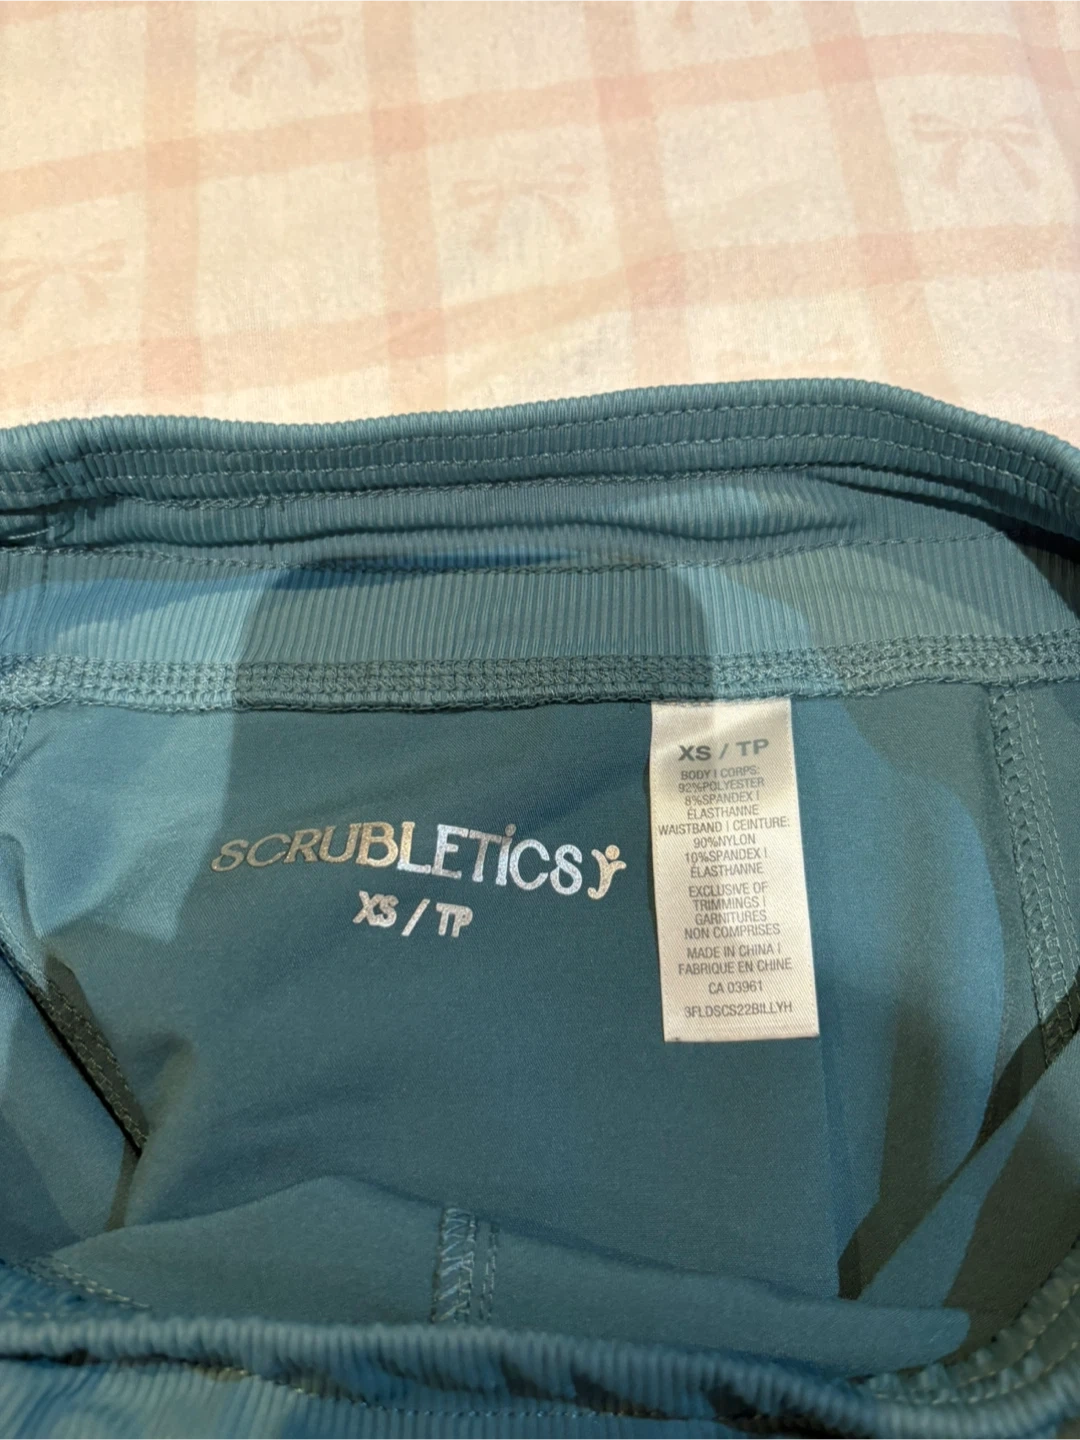 SCRUBLETICS
XS / TP
XS / TP
BODY | CORPS:
92%POLYESTER
8%SPANDEX |
ÉLASTHANNE
WAISTBAND | CEINTURE:
90%NYLON
10%SPANDEX |
ÉLASTHANNE
EXCLUSIVE OF
TRIMMINGS |
GARNITURES
NON COMPRISES
MADE IN CHINA |
FABRIQUE EN CHINE
CA 03961
3FLDSCS22BILLYH